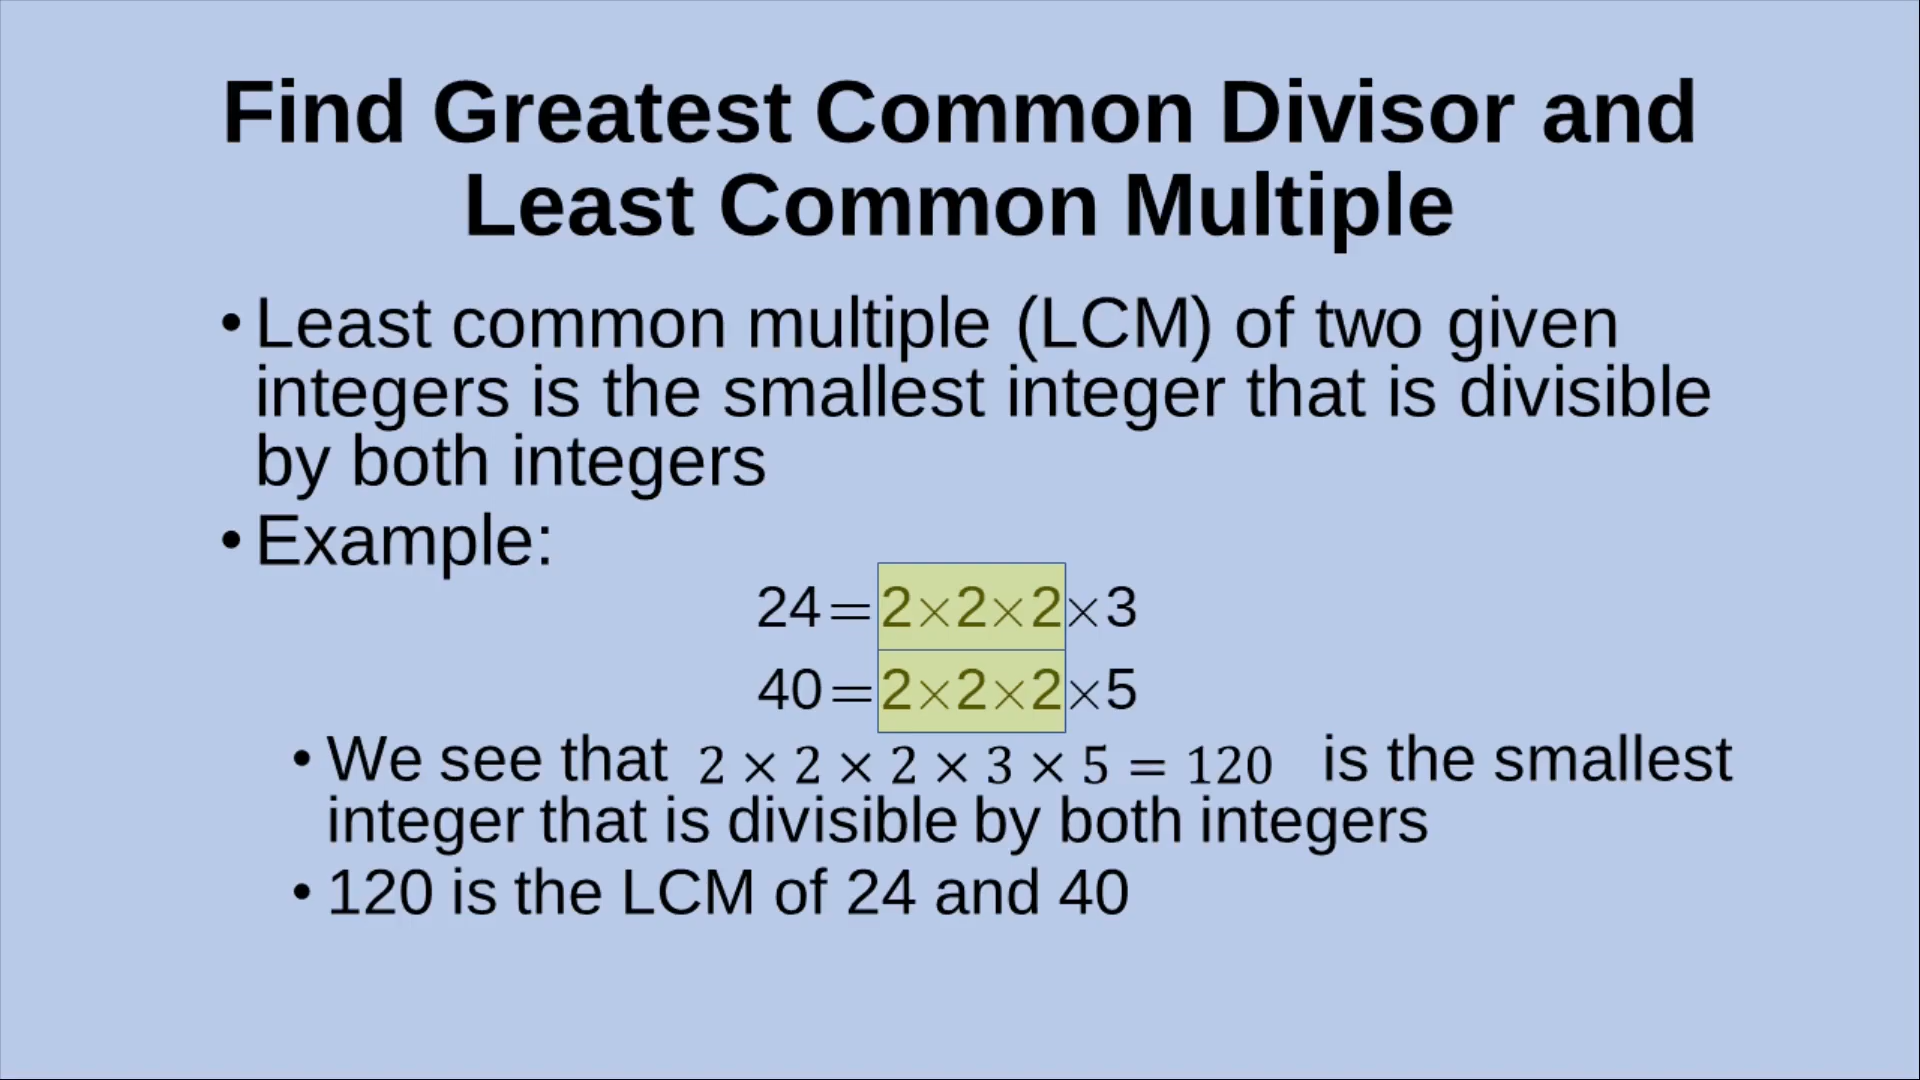 Find Greatest Common Divisor and
Least Common Multiple
• Least common multiple (LCM) of two given
integers is the smallest integer that is divisible
by both integers
• Example:
24=2×2×2×3
40=2×2×2×5
• We see that 2 × 2 × 2 × 3 × 5 = 120 is the smallest
integer that is divisible by both integers
• 120 is the LCM of 24 and 40